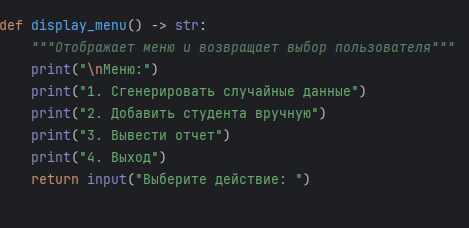 def display_menu() -> str:
    """Отображает меню и возвращает выбор пользователя"""
    print("\nМеню:")
    print("1. Сгенерировать случайные данные")
    print("2. Добавить студента вручную")
    print("3. Вывести отчет")
    print("4. Выход")
    return input("Выберите действие: ")